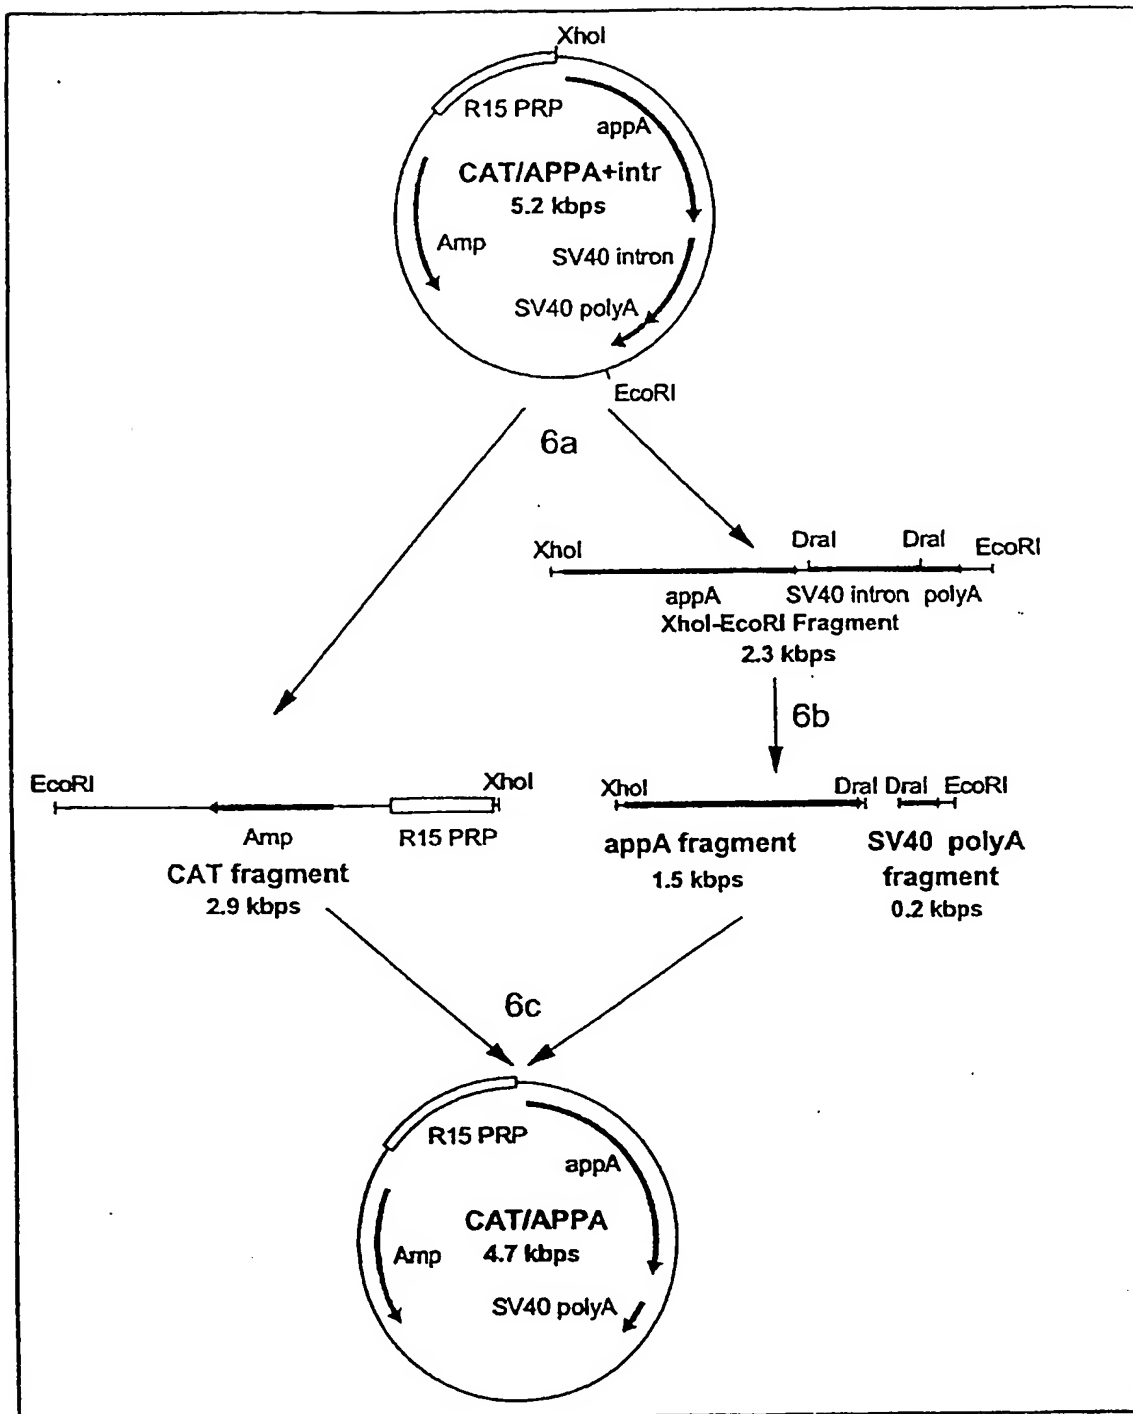 XhoI
R15 PRP
appA
CAT/APPA+intr
5.2 kbps
Amp
SV40 intron
SV40 polyA
EcoRI
6a
XhoI
DraI
DraI
EcoRI
appA
SV40 intron
polyA
XhoI-EcoRI Fragment
2.3 kbps
6b
EcoRI
XhoI
Amp
R15 PRP
CAT fragment
2.9 kbps
XhoI
DraI
DraI
EcoRI
appA fragment
1.5 kbps
SV40 polyA
fragment
0.2 kbps
6c
R15 PRP
appA
CAT/APPA
4.7 kbps
Amp
SV40 polyA